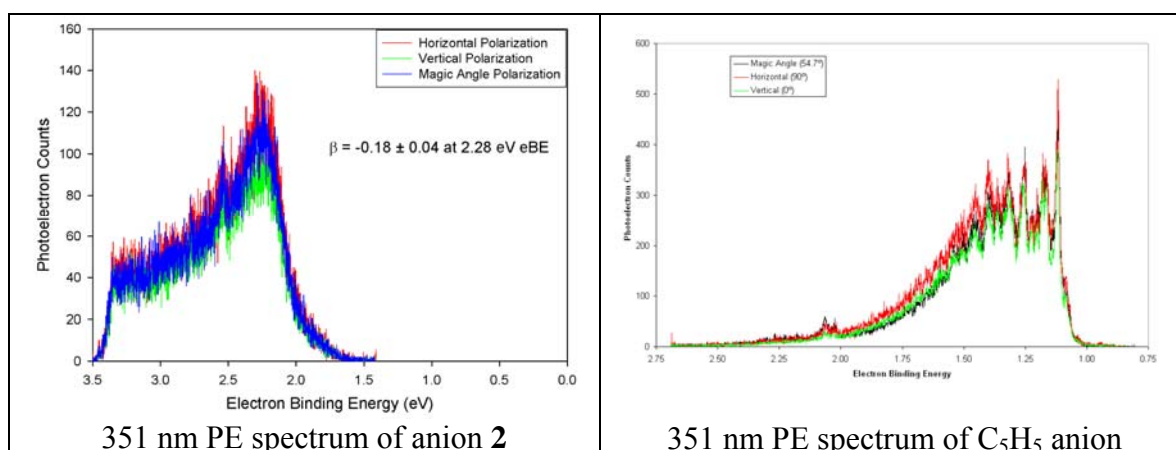 160
140
120
100
80
60
40
20
0
Photoelectron Counts
Horizontal Polarization
Vertical Polarization
Magic Angle Polarization
β = -0.18 ± 0.04 at 2.28 eV eBE
3.5 3.0 2.5 2.0 1.5 1.0 0.5 0.0
Electron Binding Energy (eV)
351 nm PE spectrum of anion 2
600
500
400
300
200
100
0
Photoelectron Counts
Magic Angle (54.7°)
Horizontal (90°)
Vertical (0°)
2.75 2.50 2.25 2.00 1.75 1.50 1.25 1.00 0.75
Electron Binding Energy
351 nm PE spectrum of C₅H₅ anion